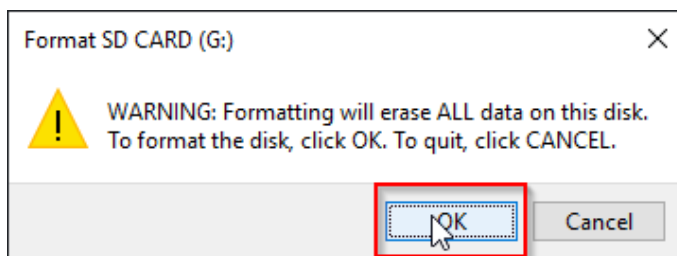 Format SD CARD (G:)
WARNING: Formatting will erase ALL data on this disk.
To format the disk, click OK. To quit, click CANCEL.
OK
Cancel